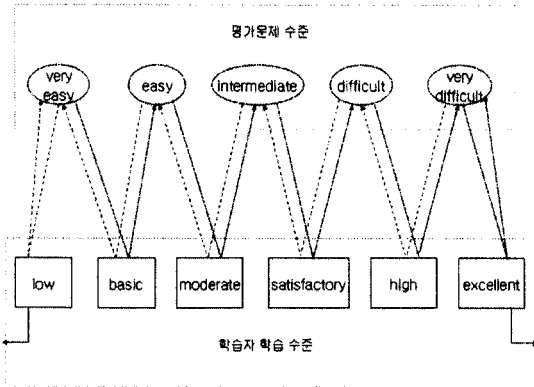 평가문제 수준
very easy
easy
intermediate
difficult
very difficult
low
basic
moderate
satisfactory
high
excellent
학습자 학습 수준